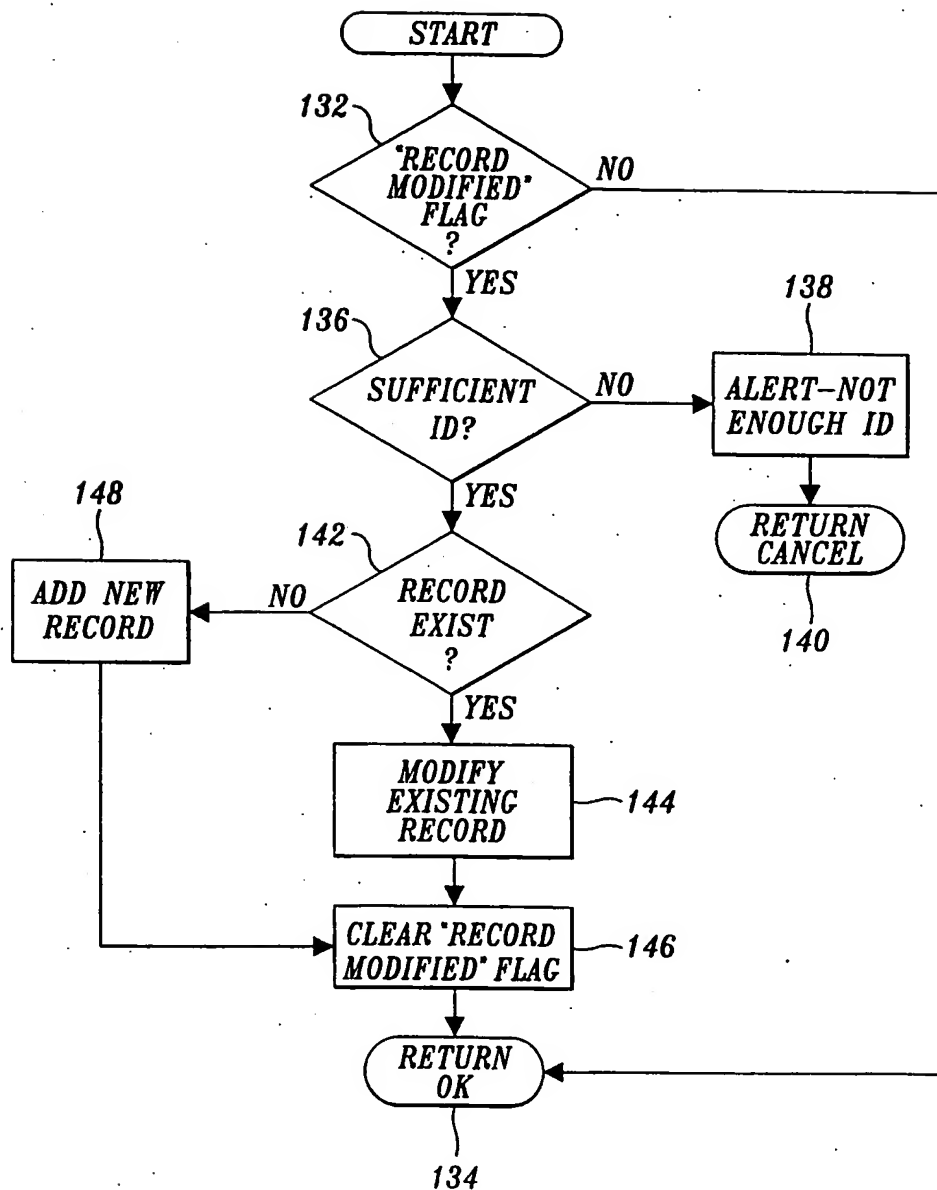 START
132
"RECORD
MODIFIED"
FLAG
?
NO
YES
136
SUFFICIENT
ID?
NO
138
ALERT-NOT
ENOUGH ID
YES
RETURN
CANCEL
140
148
ADD NEW
RECORD
142
NO
RECORD
EXIST
?
YES
MODIFY
EXISTING
RECORD
144
CLEAR "RECORD
MODIFIED" FLAG
146
RETURN
OK
134